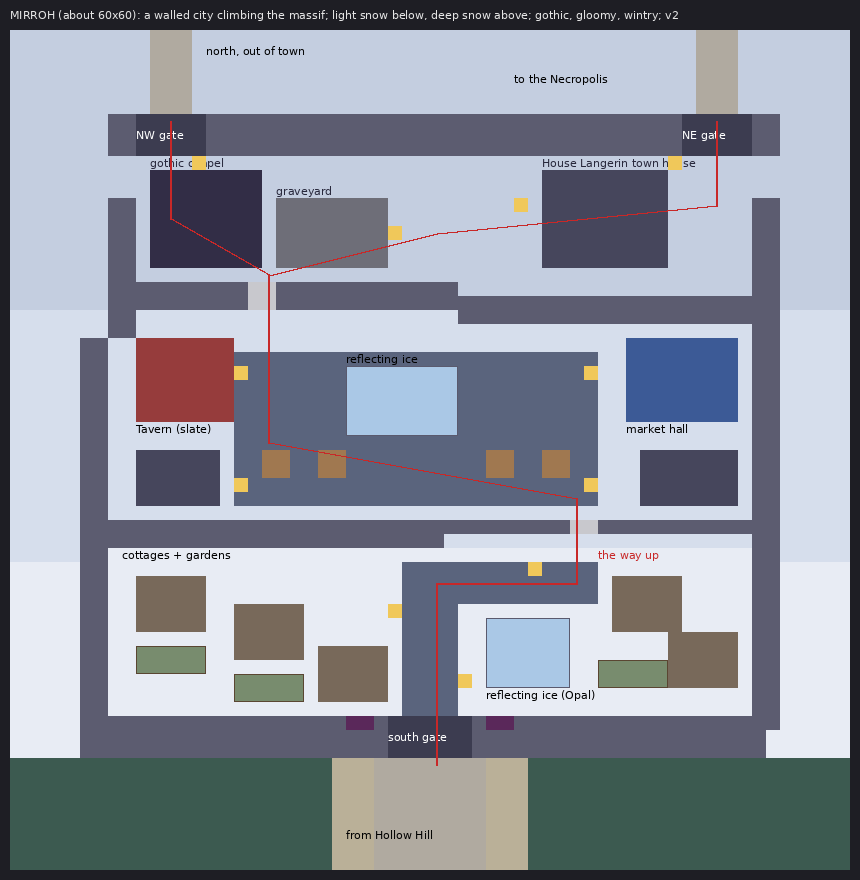 MIRROH (about 60x60): a walled city climbing the massif; light snow below, deep snow above; gothic, gloomy, wintry; v2
north, out of town
to the Necropolis
NW gate
NE gate
gothic chapel
House Langerin town house
graveyard
reflecting ice
Tavern (slate)
market hall
cottages + gardens
the way up
reflecting ice (Opal)
south gate
from Hollow Hill